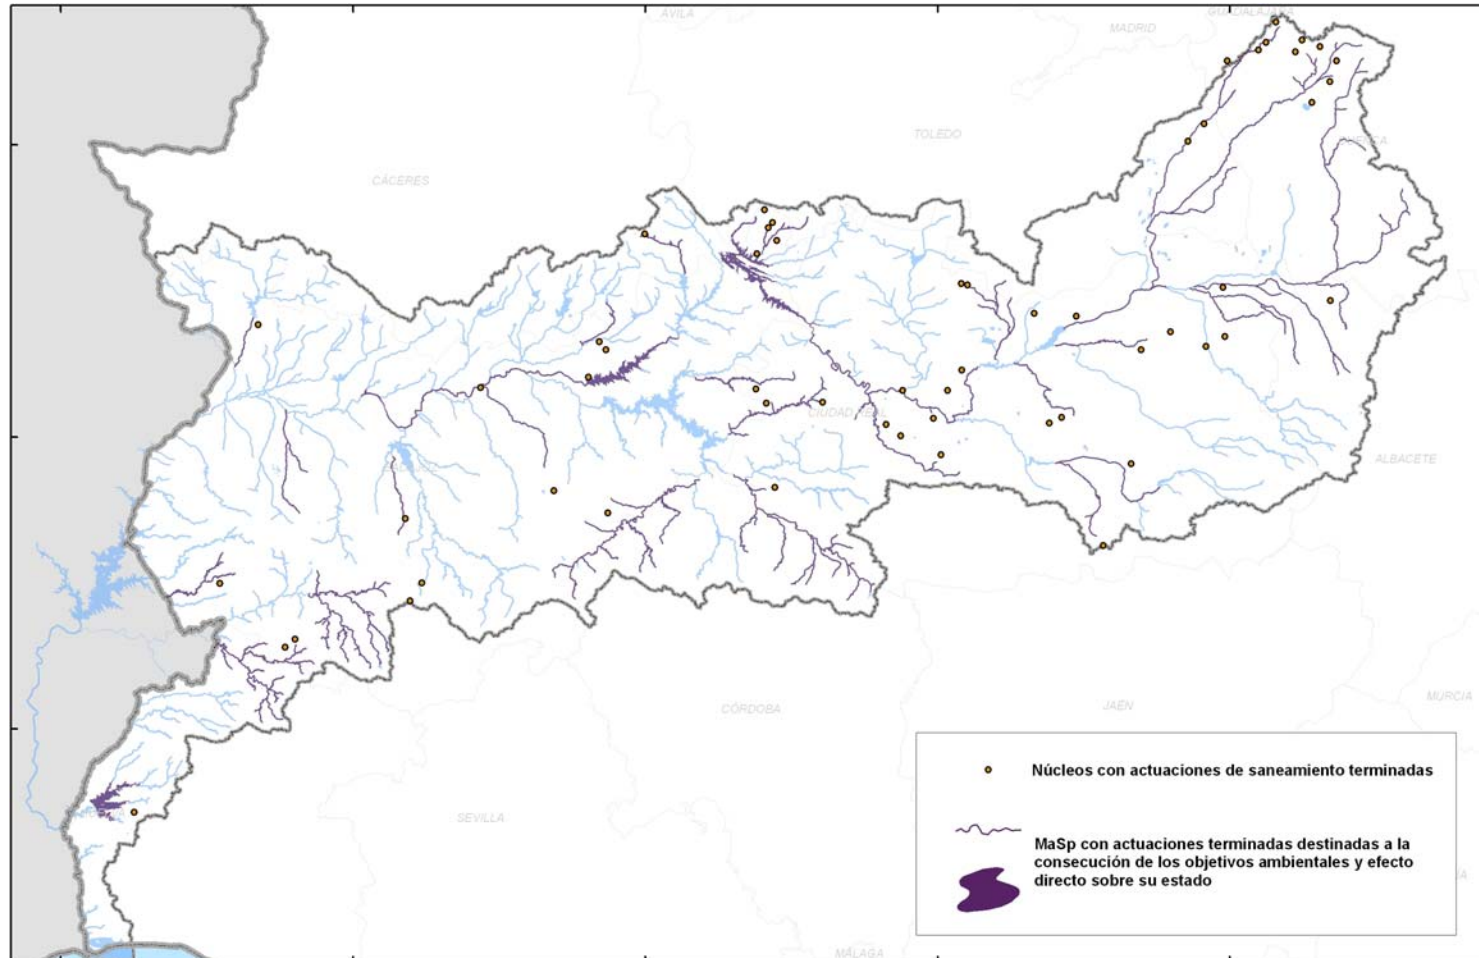 ÁVILA
GUADALAJARA
MADRID
TOLEDO
CUENCA
CÁCERES
CIUDAD REAL
ALBACETE
CÓRDOBA
JAÉN
MURCIA
SEVILLA
MÁLAGA
Núcleos con actuaciones de saneamiento terminadas
MaSp con actuaciones terminadas destinadas a la
consecución de los objetivos ambientales y efecto
directo sobre su estado